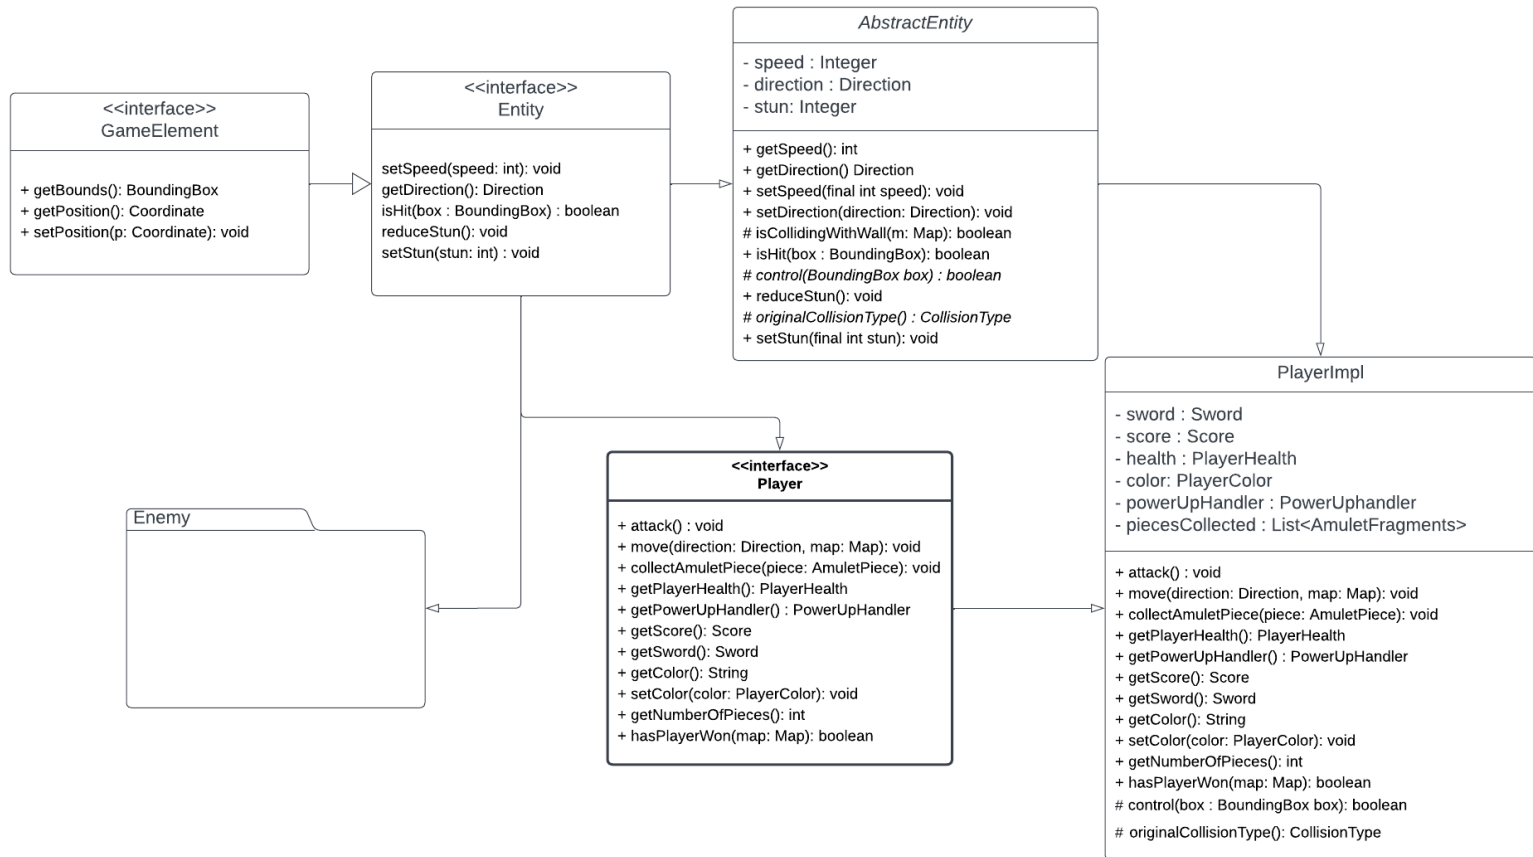 <<interface>>
GameElement
+ getBounds(): BoundingBox
+ getPosition(): Coordinate
+ setPosition(p: Coordinate): void
<<interface>>
Entity
setSpeed(speed: int): void
getDirection(): Direction
isHit(box : BoundingBox) : boolean
reduceStun(): void
setStun(stun: int) : void
AbstractEntity
- speed : Integer
- direction : Direction
- stun: Integer
+ getSpeed(): int
+ getDirection() Direction
+ setSpeed(final int speed): void
+ setDirection(direction: Direction): void
# isCollidingWithWall(m: Map): boolean
+ isHit(box : BoundingBox): boolean
# control(BoundingBox box) : boolean
+ reduceStun(): void
# originalCollisionType() : CollisionType
+ setStun(final int stun): void
Enemy
<<interface>>
Player
+ attack() : void
+ move(direction: Direction, map: Map): void
+ collectAmuletPiece(piece: AmuletPiece): void
+ getPlayerHealth(): PlayerHealth
+ getPowerUpHandler() : PowerUpHandler
+ getScore(): Score
+ getSword(): Sword
+ getColor(): String
+ setColor(color: PlayerColor): void
+ getNumberOfPieces(): int
+ hasPlayerWon(map: Map): boolean
PlayerImpl
- sword : Sword
- score : Score
- health : PlayerHealth
- color: PlayerColor
- powerUpHandler : PowerUphandler
- piecesCollected : List<AmuletFragments>
+ attack() : void
+ move(direction: Direction, map: Map): void
+ collectAmuletPiece(piece: AmuletPiece): void
+ getPlayerHealth(): PlayerHealth
+ getPowerUpHandler() : PowerUpHandler
+ getScore(): Score
+ getSword(): Sword
+ getColor(): String
+ setColor(color: PlayerColor): void
+ getNumberOfPieces(): int
+ hasPlayerWon(map: Map): boolean
# control(box : BoundingBox box): boolean
# originalCollisionType(): CollisionType